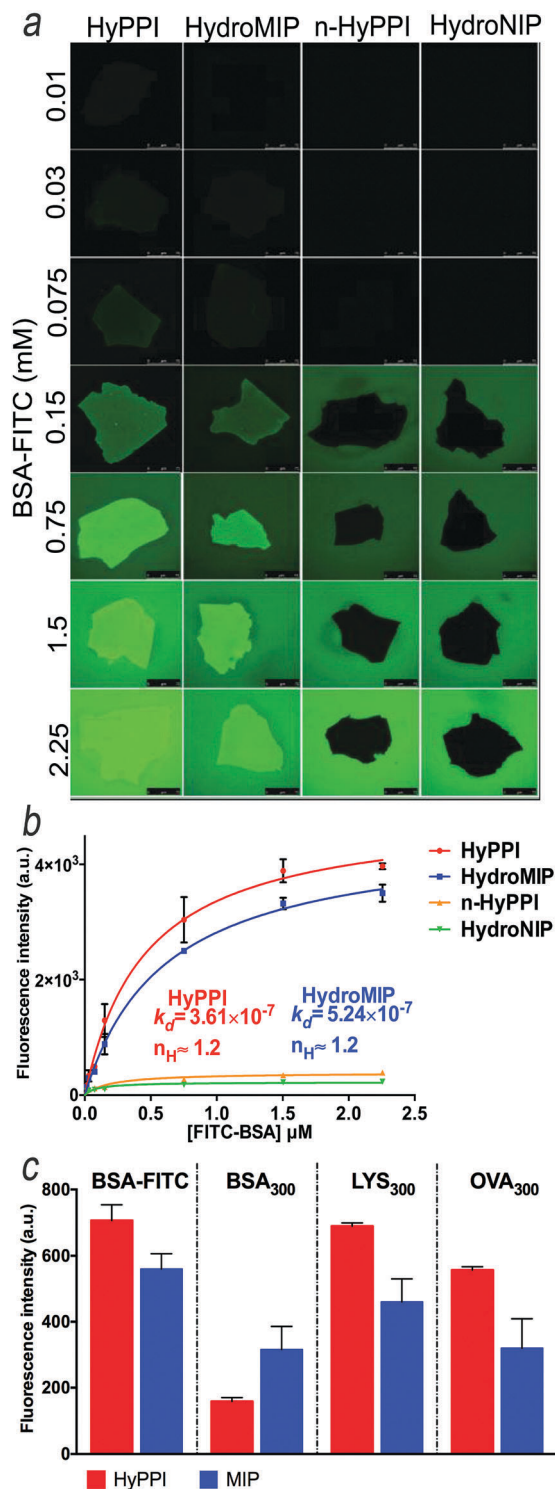 a
HyPPI HydroMIP n-HyPPI HydroNIP
BSA-FITC (mM)
0.01
0.03
0.075
0.15
0.75
1.5
2.25
b
Fluorescence intensity (a.u.)
4×10³
2×10³
0
0.0 0.5 1.0 1.5 2.0 2.5
[FITC-BSA] µM
HyPPI
k_d= 3.61×10⁻⁷
n_H≈ 1.2
HydroMIP
k_d= 5.24×10⁻⁷
n_H≈ 1.2
HyPPI
HydroMIP
n-HyPPI
HydroNIP
c
BSA-FITC BSA₃₀₀ LYS₃₀₀ OVA₃₀₀
Fluorescence intensity (a.u.)
800
600
400
200
0
HyPPI MIP